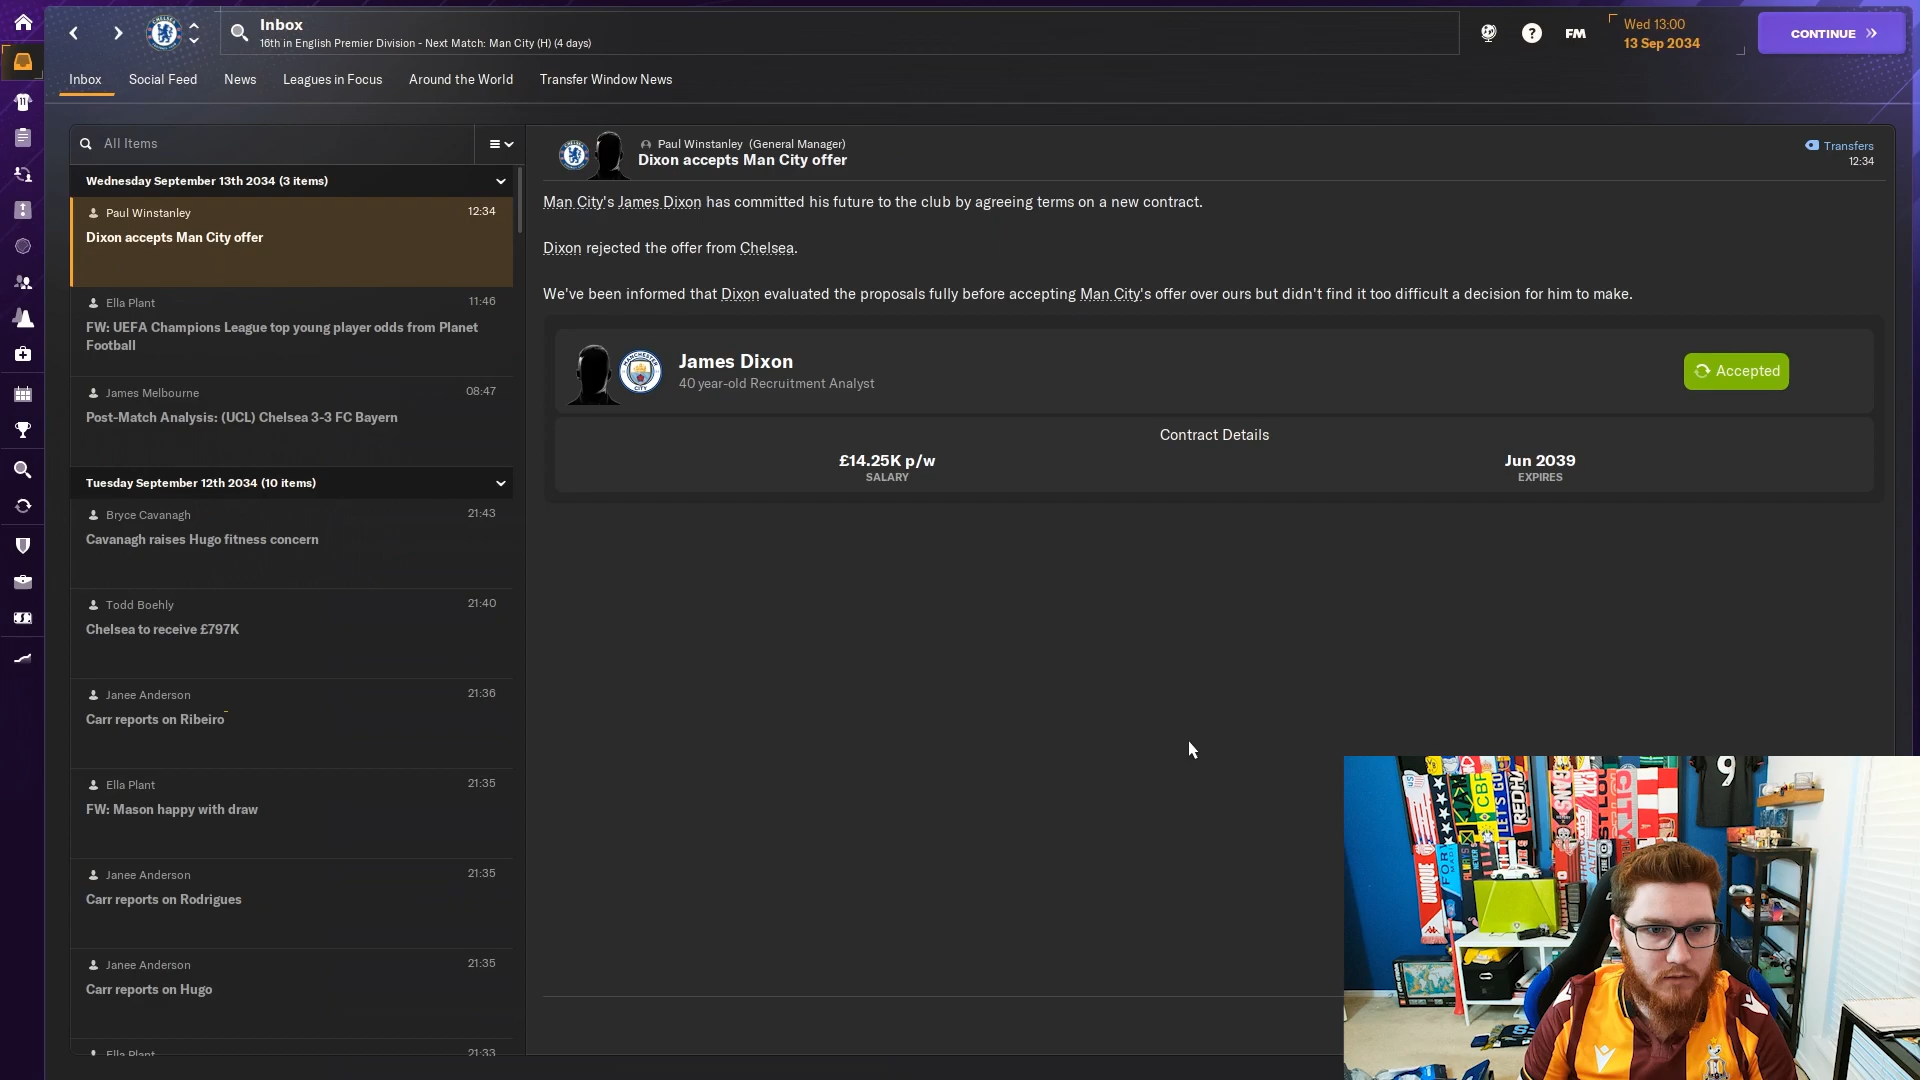 Inbox
16th in English Premier Division - Next Match: Man City (H) (4 days)
FM
Wed 13:00
13 Sep 2034
CONTINUE
Inbox
Social Feed
News
Leagues in Focus
Around the World
Transfer Window News
All Items
Wednesday September 13th 2034 (3 items)
Paul Winstanley
12:34
Dixon accepts Man City offer
Ella Plant
11:46
FW: UEFA Champions League top young player odds from Planet
Football
James Melbourne
08:47
Post-Match Analysis: (UCL) Chelsea 3-3 FC Bayern
Tuesday September 12th 2034 (10 items)
Bryce Cavanagh
21:43
Cavanagh raises Hugo fitness concern
Todd Boehly
21:40
Chelsea to receive £797K
Janee Anderson
21:36
Carr reports on Ribeiro
Ella Plant
21:35
FW: Mason happy with draw
Janee Anderson
21:35
Carr reports on Rodrigues
Janee Anderson
21:35
Carr reports on Hugo
Ella Plant
21:33
Paul Winstanley (General Manager)
Dixon accepts Man City offer
Transfers
12:34
Man City's James Dixon has committed his future to the club by agreeing terms on a new contract.
Dixon rejected the offer from Chelsea.
We've been informed that Dixon evaluated the proposals fully before accepting Man City's offer over ours but didn't find it too difficult a decision for him to make.
James Dixon
40 year-old Recruitment Analyst
Accepted
Contract Details
£14.25K p/w
SALARY
Jun 2039
EXPIRES
9
CBF
LET'S GO
REDH
CITY